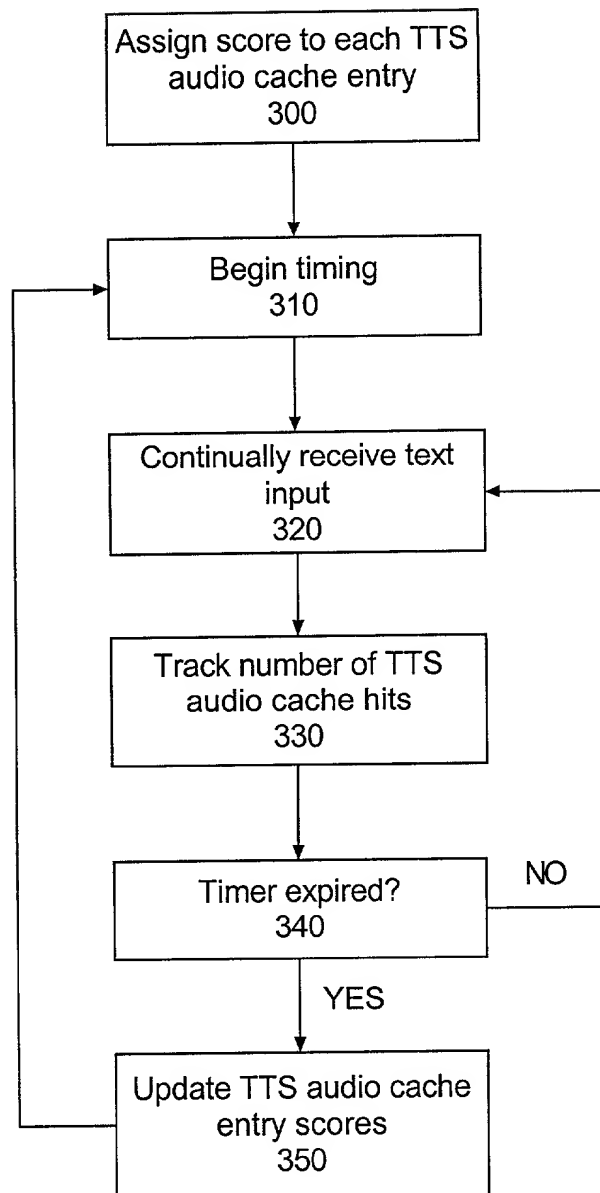 Assign score to each TTS
audio cache entry
300
Begin timing
310
Continually receive text
input
320
Track number of TTS
audio cache hits
330
Timer expired?
340
NO
YES
Update TTS audio cache
entry scores
350